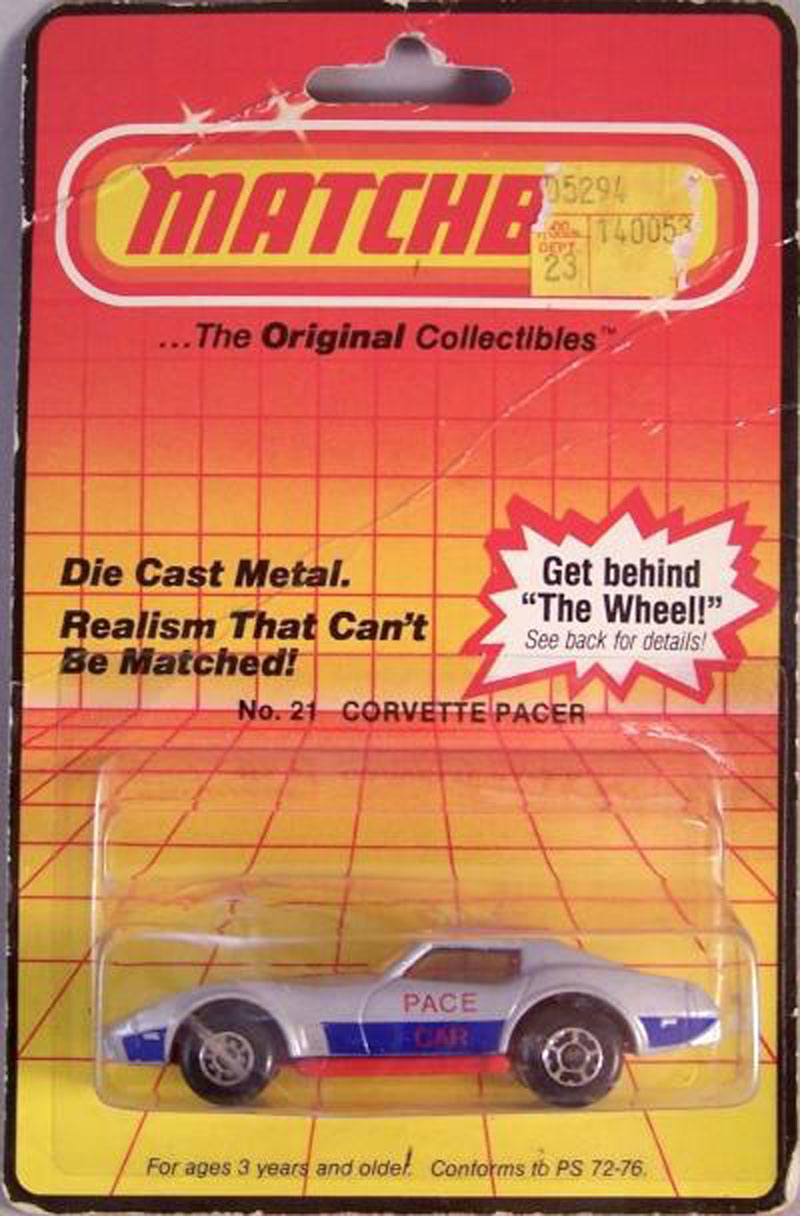 MATCHB
05294
140053
DEPT.
23
...The Original Collectibles™
Die Cast Metal.
Realism That Can't
Be Matched!
Get behind
“The Wheel!”
See back for details!
No. 21 CORVETTE PACER
PACE
CAR
For ages 3 years and older. Conforms to PS 72-76.